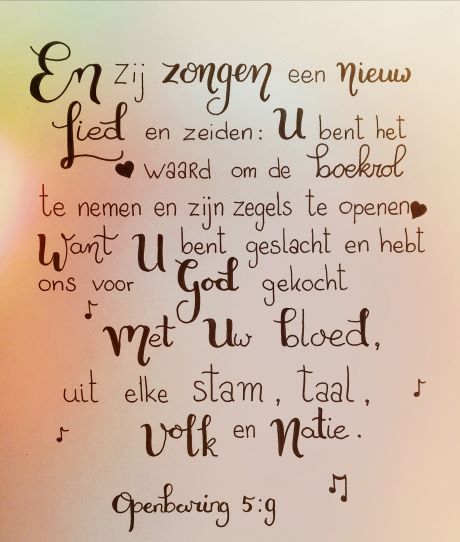 En zij zongen een nieuw
Lied en zeiden: U bent het
waard om de boekrol
te nemen en zijn zegels te openen
Want U bent geslacht en hebt
ons voor God gekocht
Met Uw bloed,
uit elke stam, taal,
Volk en Natie.
Openbaring 5:9